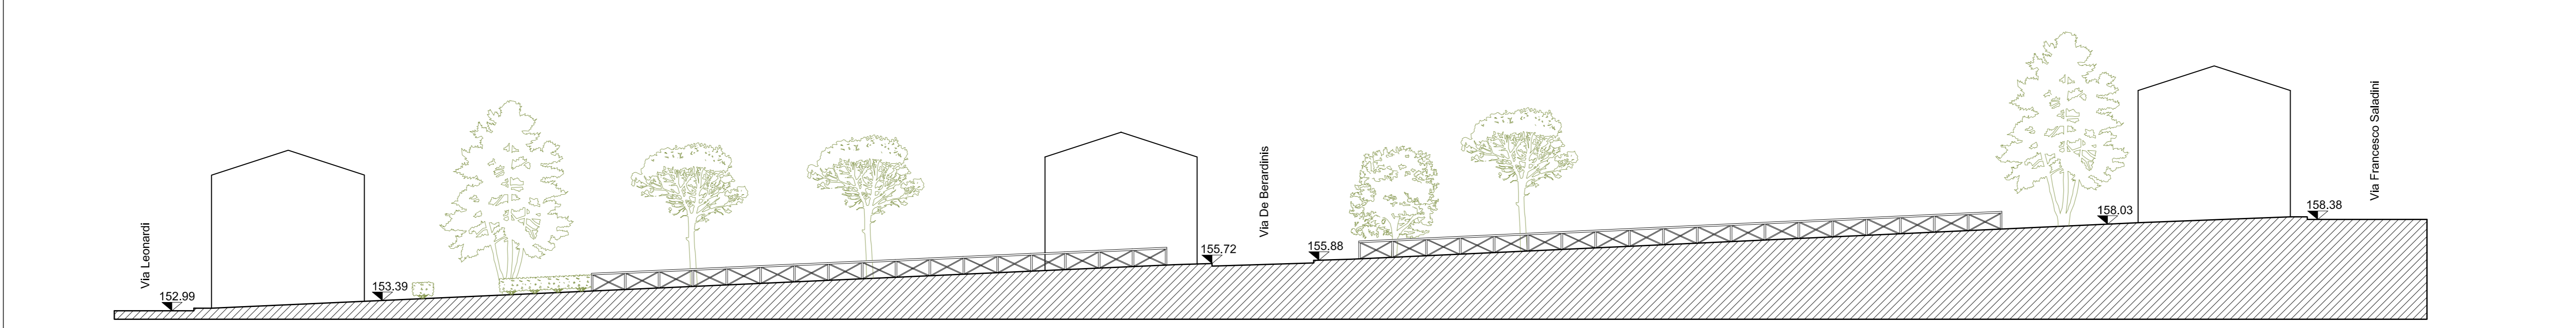 Via Leonardi
152.99
153.39
155.72
Via De Berardinis
155.88
158.03
158.38
Via Francesco Saladini